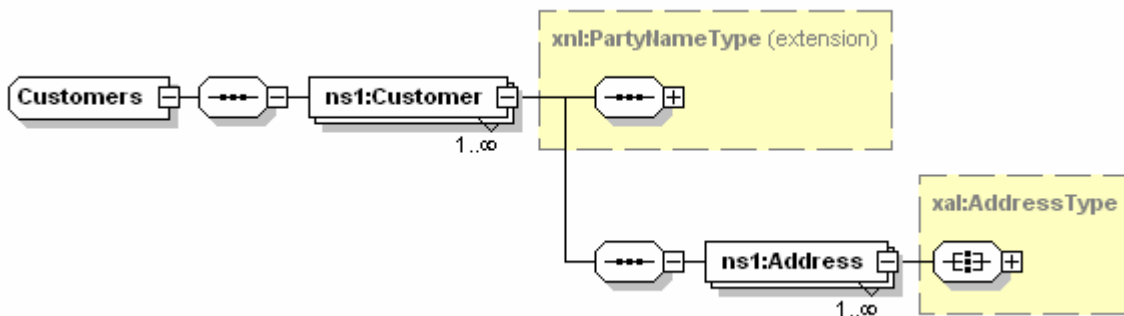 xnl:PartyNameType (extension)
Customers
ns1:Customer
1..∞
xal:AddressType
ns1:Address
1..∞